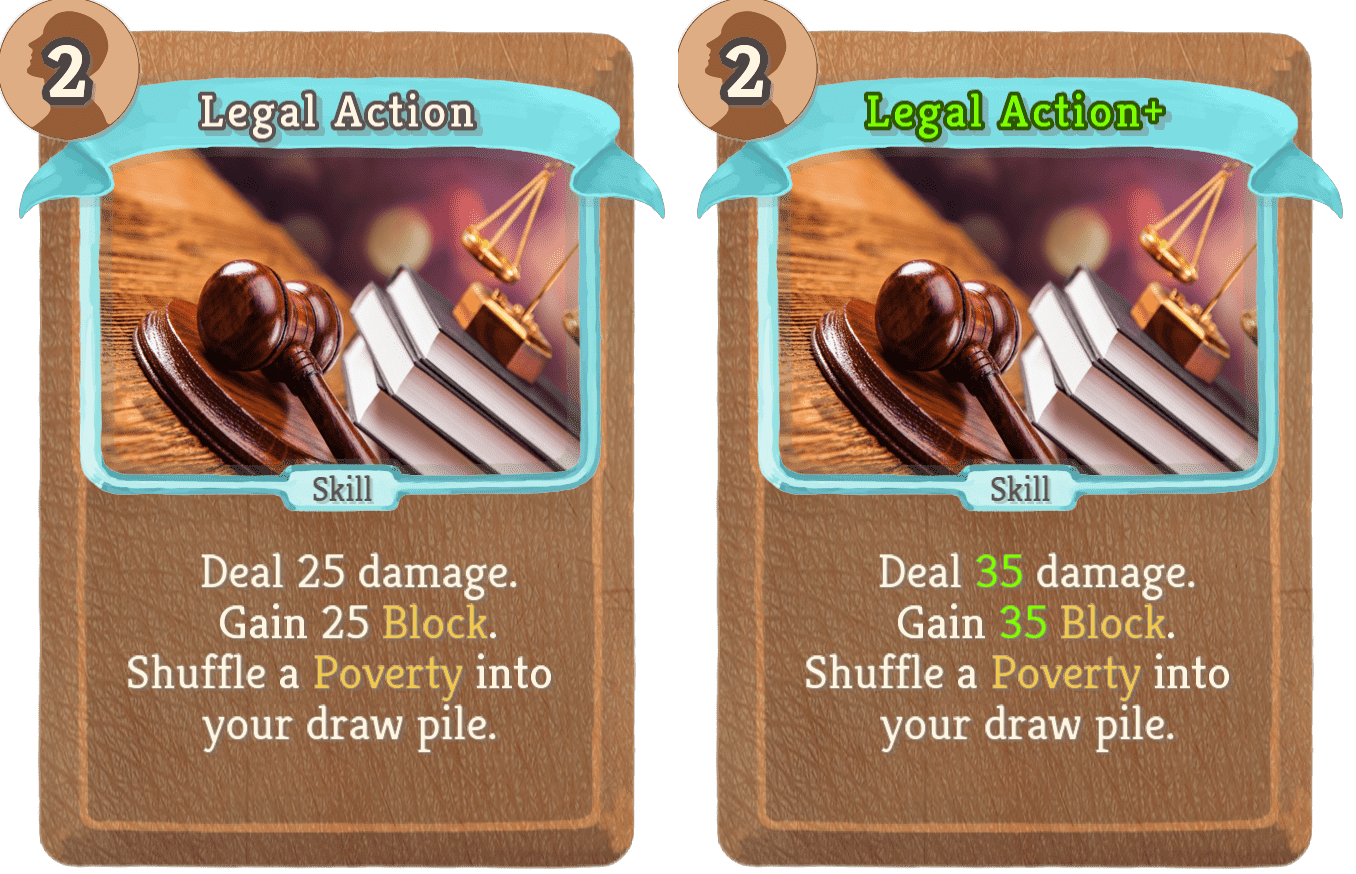 2
Legal Action
Skill
Deal 25 damage.
Gain 25 Block.
Shuffle a Poverty into
your draw pile.
2
Legal Action+
Skill
Deal 35 damage.
Gain 35 Block.
Shuffle a Poverty into
your draw pile.